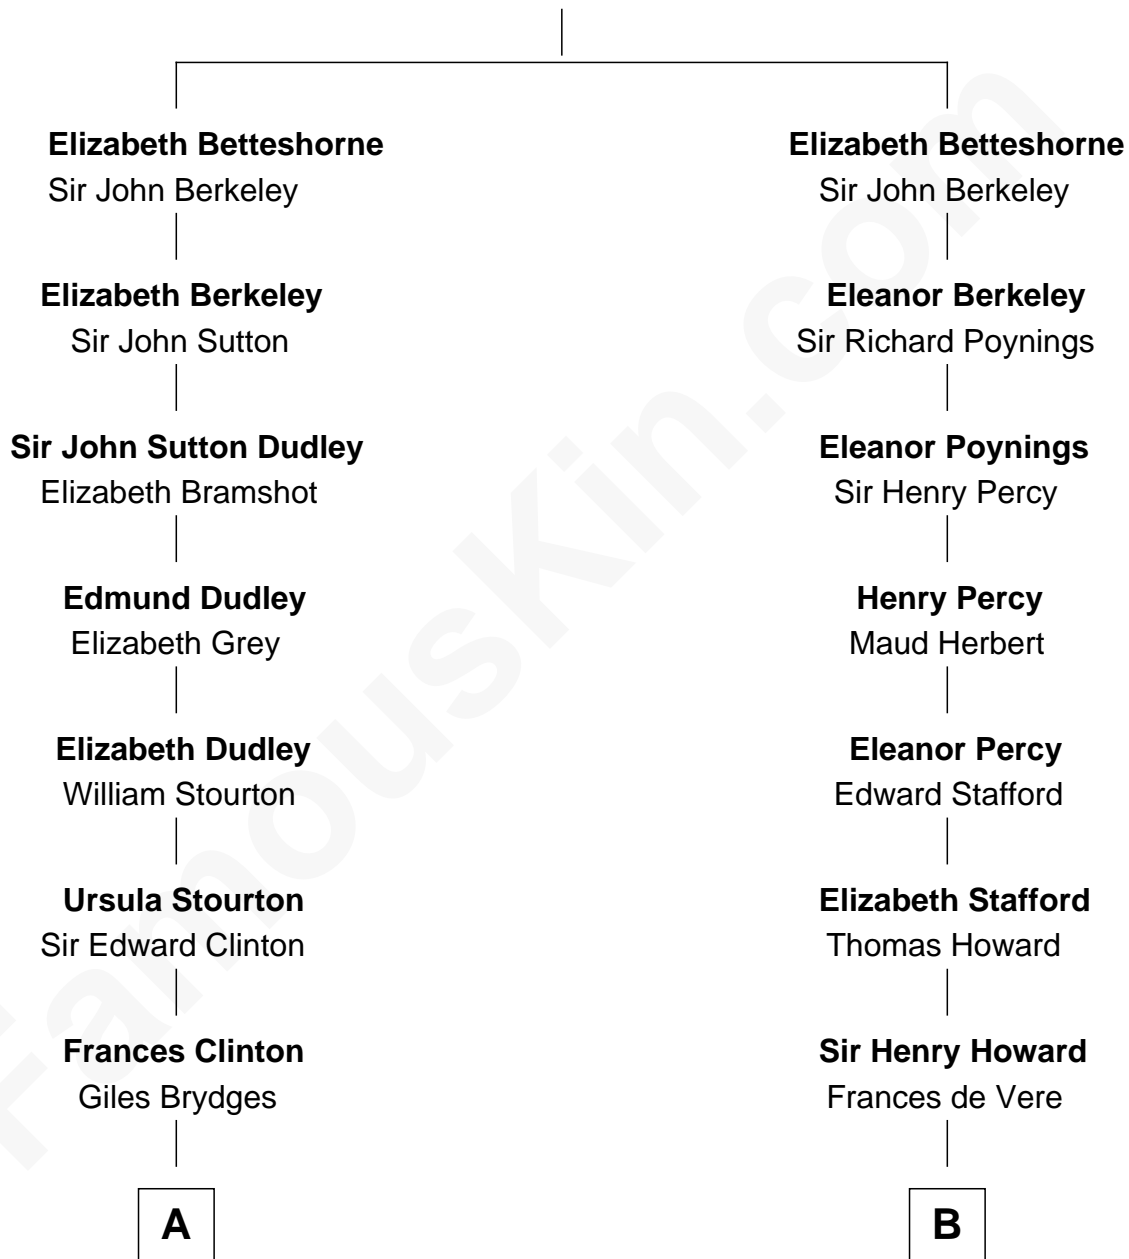 Elizabeth Betteshorne
Sir John Berkeley
Elizabeth Berkeley
Sir John Sutton
Sir John Sutton Dudley
Elizabeth Bramshot
Edmund Dudley
Elizabeth Grey
Elizabeth Dudley
William Stourton
Ursula Stourton
Sir Edward Clinton
Frances Clinton
Giles Brydges
A
Elizabeth Betteshorne
Sir John Berkeley
Eleanor Berkeley
Sir Richard Poynings
Eleanor Poynings
Sir Henry Percy
Henry Percy
Maud Herbert
Eleanor Percy
Edward Stafford
Elizabeth Stafford
Thomas Howard
Sir Henry Howard
Frances de Vere
B
FamousKin.com